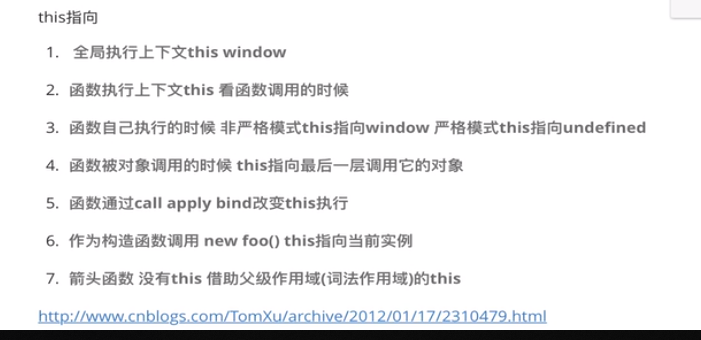 this指向
1. 全局执行上下文this window
2. 函数执行上下文this 看函数调用的时候
3. 函数自己执行的时候 非严格模式this指向window 严格模式this指向undefined
4. 函数被对象调用的时候 this指向最后一层调用它的对象
5. 函数通过call apply bind改变this执行
6. 作为构造函数调用 new foo() this指向当前实例
7. 箭头函数 没有this 借助父级作用域(词法作用域)的this
http://www.cnblogs.com/TomXu/archive/2012/01/17/2310479.html